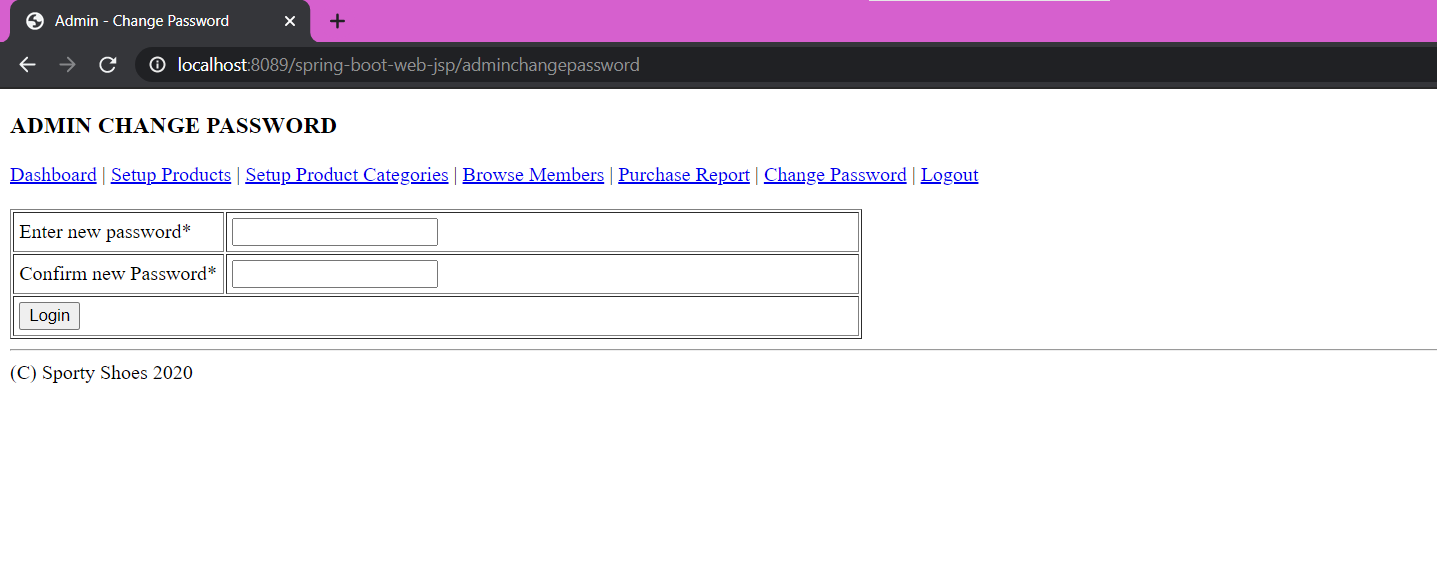 Admin - Change Password
localhost:8089/spring-boot-web-jsp/adminchangepassword
ADMIN CHANGE PASSWORD
Dashboard | Setup Products | Setup Product Categories | Browse Members | Purchase Report | Change Password | Logout
Enter new password*
Confirm new Password*
Login
(C) Sporty Shoes 2020